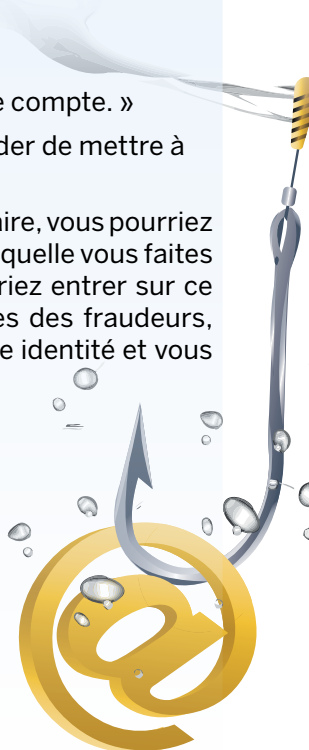 e compte. »
der de mettre à
ire, vous pourriez
quelle vous faites
riez entrer sur ce
es des fraudeurs,
e identité et vous
@